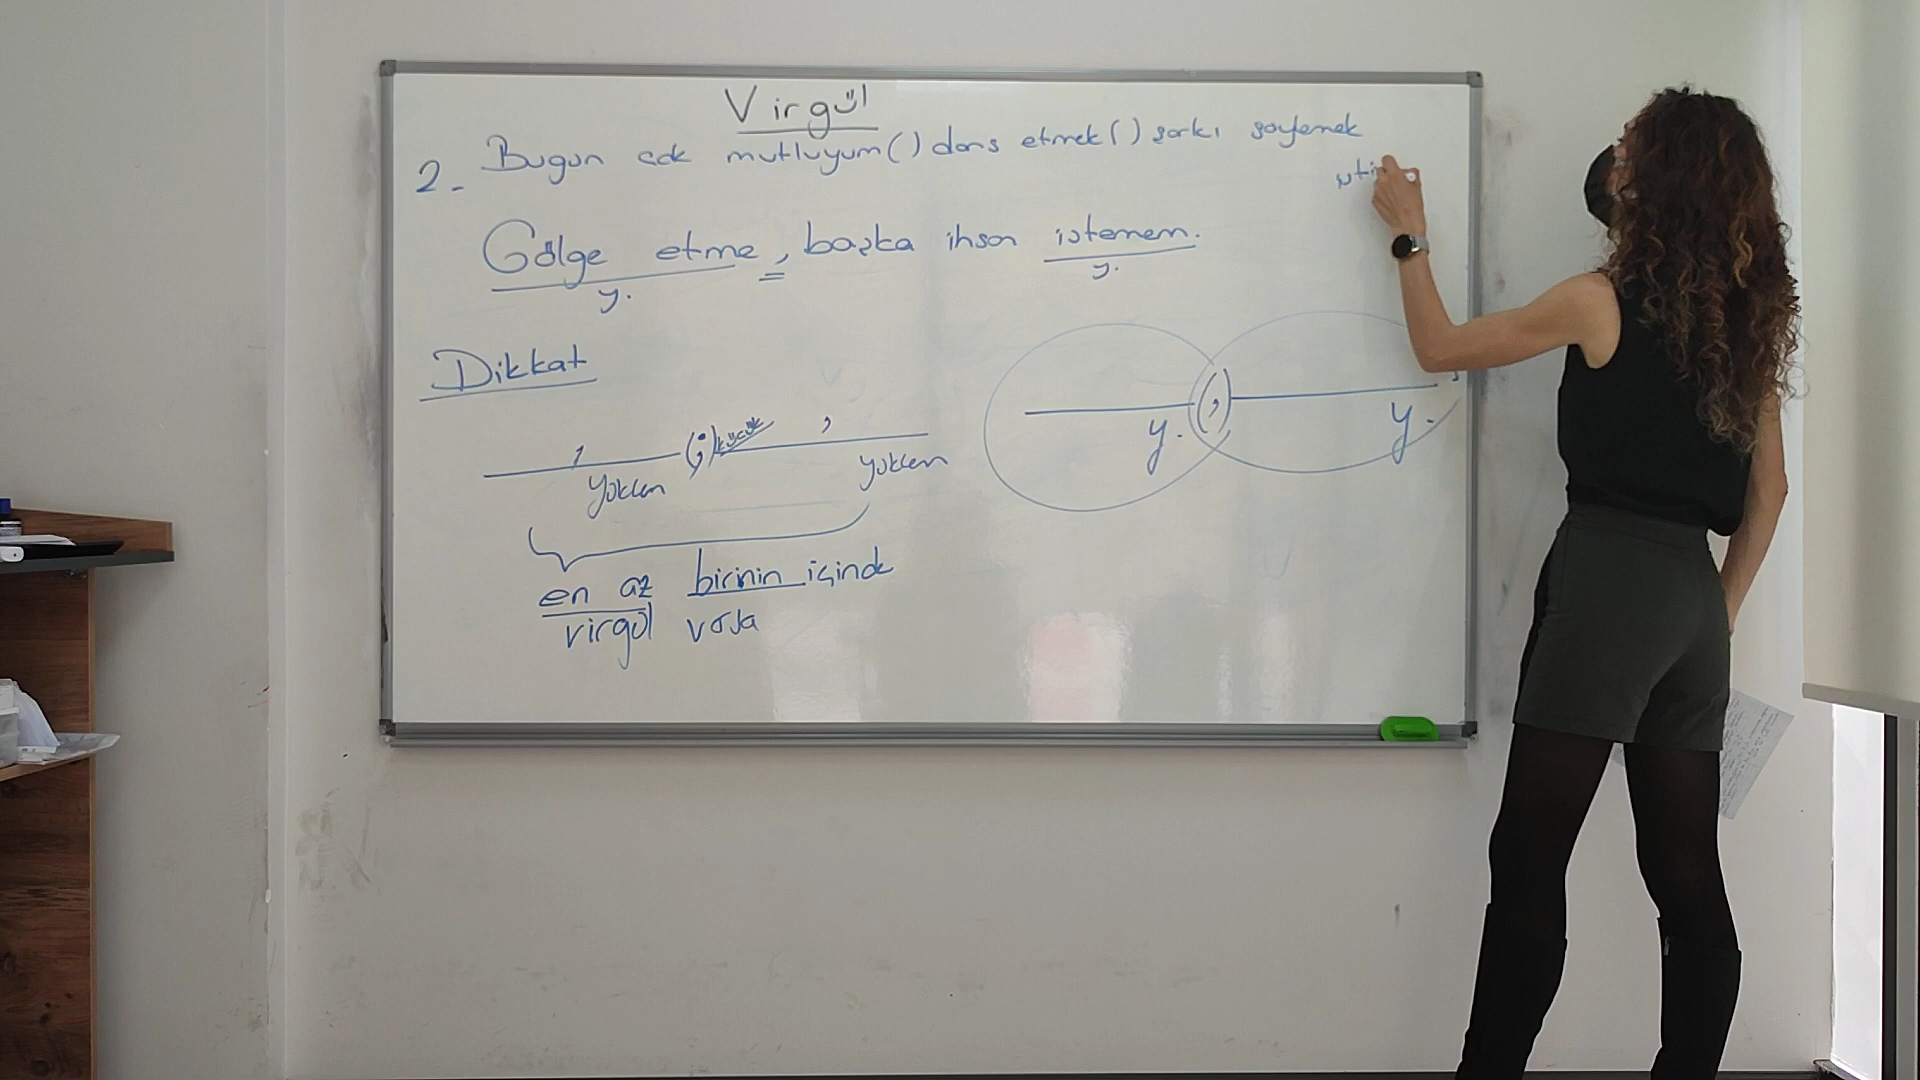 Virgül
2- Bugün çok mutluyum ( ) dans etmek ( ) şarkı söylemek
Gölge etme, başka ihsan istemem.
y. y.
Dikkat
, (;) küçük ,
yüklem yüklem
(,)
y. y.
en az birinin içinde
virgül varsa